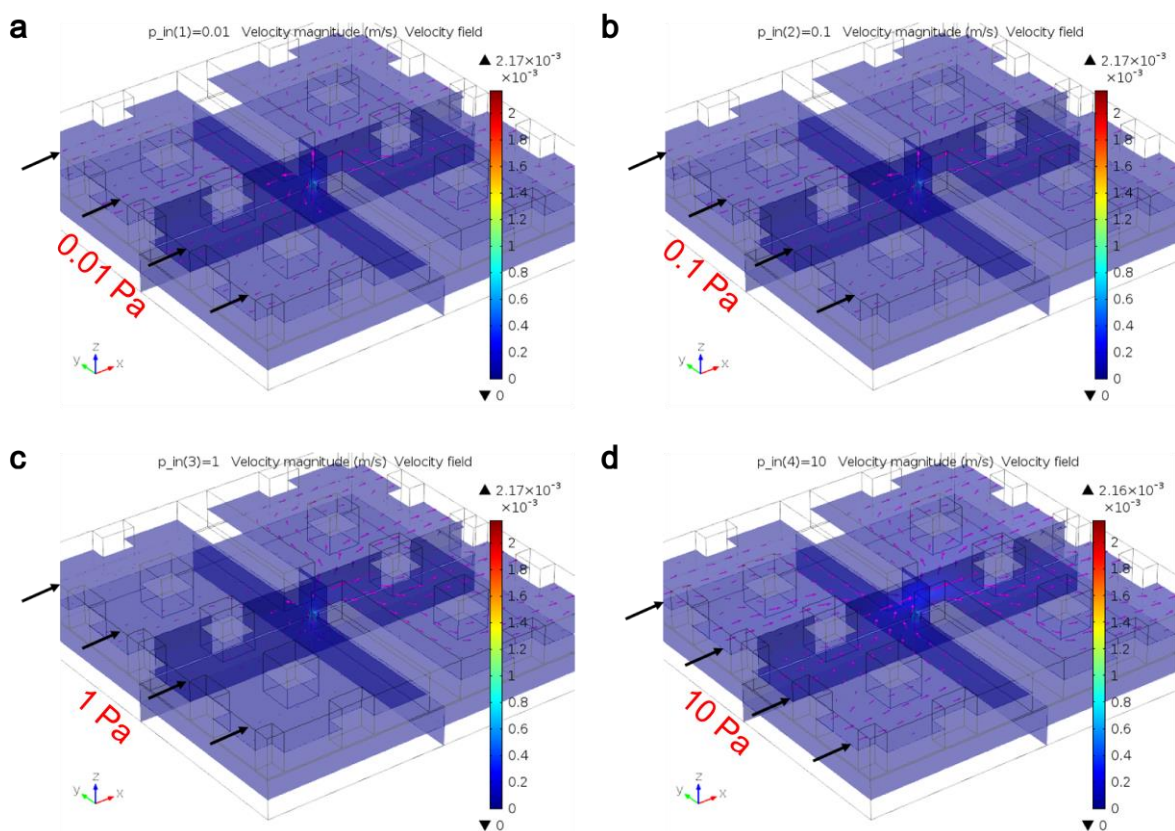 a
p_in(1)=0.01 Velocity magnitude (m/s) Velocity field
▲ 2.17×10⁻³
×10⁻³
2
1.8
1.6
1.4
1.2
1
0.8
0.6
0.4
0.2
0
▼ 0
0.01 Pa
z
y
x
b
p_in(2)=0.1 Velocity magnitude (m/s) Velocity field
▲ 2.17×10⁻³
×10⁻³
2
1.8
1.6
1.4
1.2
1
0.8
0.6
0.4
0.2
0
▼ 0
0.1 Pa
z
y
x
c
p_in(3)=1 Velocity magnitude (m/s) Velocity field
▲ 2.17×10⁻³
×10⁻³
2
1.8
1.6
1.4
1.2
1
0.8
0.6
0.4
0.2
0
▼ 0
1 Pa
z
y
x
d
p_in(4)=10 Velocity magnitude (m/s) Velocity field
▲ 2.16×10⁻³
×10⁻³
2
1.8
1.6
1.4
1.2
1
0.8
0.6
0.4
0.2
0
▼ 0
10 Pa
z
y
x